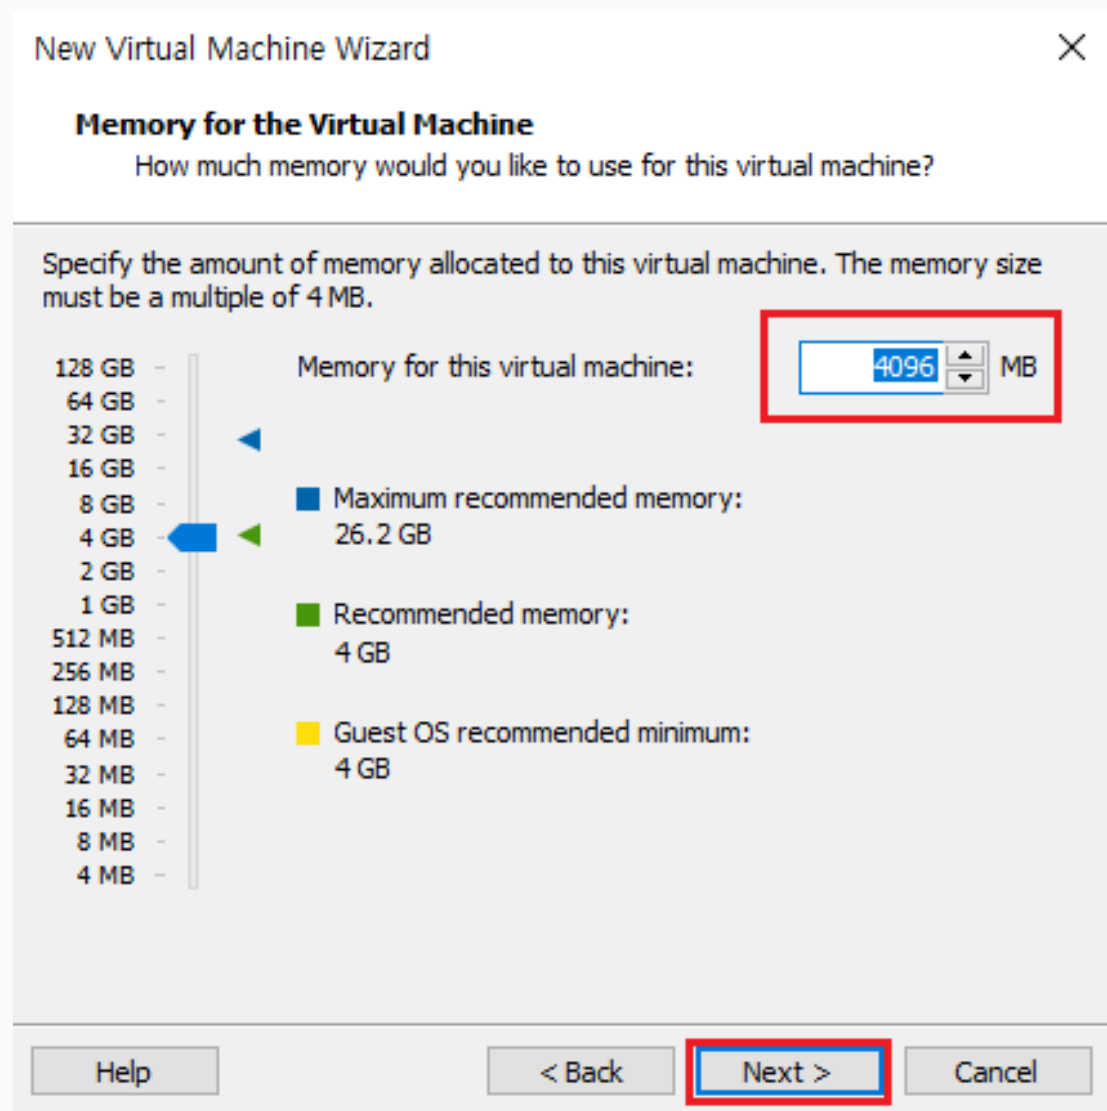 New Virtual Machine Wizard
Memory for the Virtual Machine
How much memory would you like to use for this virtual machine?
Specify the amount of memory allocated to this virtual machine. The memory size
must be a multiple of 4 MB.
Memory for this virtual machine: 4096 MB
128 GB
64 GB
32 GB
16 GB
8 GB
4 GB
2 GB
1 GB
512 MB
256 MB
128 MB
64 MB
32 MB
16 MB
8 MB
4 MB
Maximum recommended memory:
26.2 GB
Recommended memory:
4 GB
Guest OS recommended minimum:
4 GB
Help
< Back
Next >
Cancel